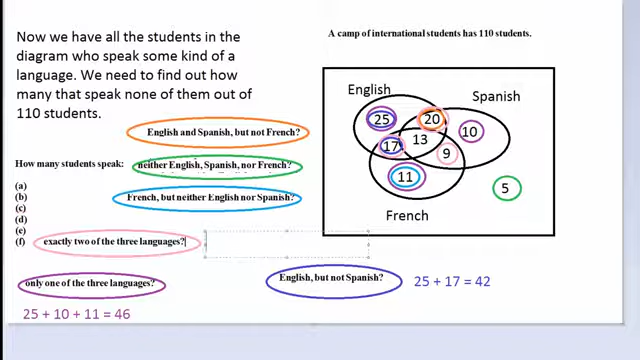 Now we have all the students in the
diagram who speak some kind of a
language. We need to find out how
many that speak none of them out of
110 students.
A camp of international students has 110 students.
English
Spanish
25
20
10
17
13
9
11
5
French
English and Spanish, but not French?
How many students speak:
neither English, Spanish, nor French?
(a)
(b)
(c)
(d)
(e)
(f)
French, but neither English nor Spanish?
exactly two of the three languages?
only one of the three languages?
English, but not Spanish?
25 + 17 = 42
25 + 10 + 11 = 46